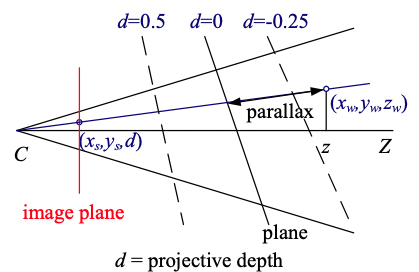 d=0.5 d=0 d=-0.25
(x_w,y_w,z_w)
parallax
(x_s,y_s,d)
C z Z
image plane
plane
d = projective depth